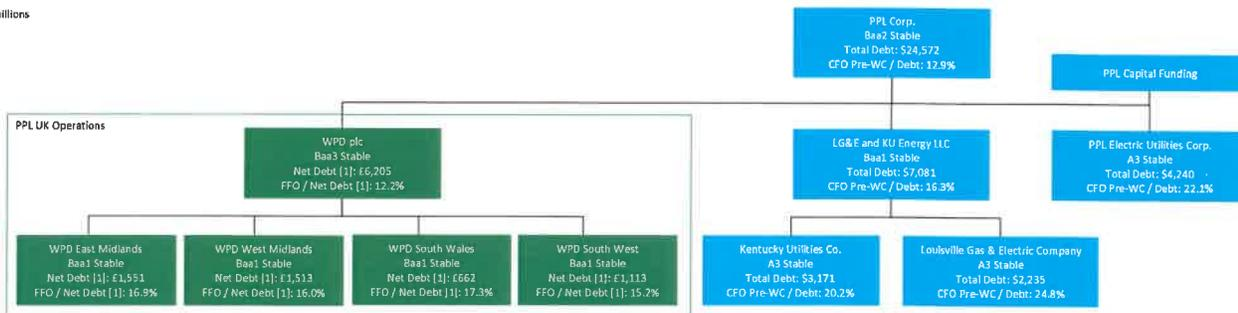 illions
PPL Corp.
Baa2 Stable
Total Debt: $24,572
CFO Pre-WC / Debt: 12.9%
PPL Capital Funding
PPL UK Operations
WPD plc
Baa3 Stable
Net Debt [1]: £6,205
FFO / Net Debt [1]: 12.2%
LG&E and KU Energy LLC
Baa1 Stable
Total Debt: $7,081
CFO Pre-WC / Debt: 16.3%
PPL Electric Utilities Corp.
A3 Stable
Total Debt: $4,240
CFO Pre-WC / Debt: 22.1%
WPD East Midlands
Baa1 Stable
Net Debt [1]: £1,551
FFO / Net Debt [1]: 16.9%
WPD West Midlands
Baa1 Stable
Net Debt [1]: £1,513
FFO / Net Debt [1]: 16.0%
WPD South Wales
Baa1 Stable
Net Debt [1]: £662
FFO / Net Debt [1]: 17.3%
WPD South West
Baa1 Stable
Net Debt [1]: £1,113
FFO / Net Debt [1]: 15.2%
Kentucky Utilities Co.
A3 Stable
Total Debt: $3,171
CFO Pre-WC / Debt: 20.2%
Louisville Gas & Electric Company
A3 Stable
Total Debt: $2,235
CFO Pre-WC / Debt: 24.8%